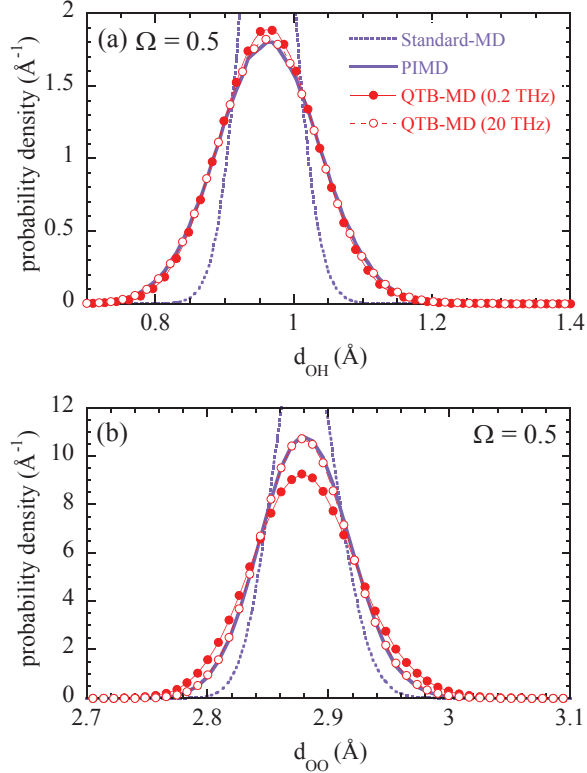 (a) Ω = 0.5
Standard-MD
PIMD
QTB-MD (0.2 THz)
QTB-MD (20 THz)
probability density (Å⁻¹)
2
1.5
1
0.5
0
0.8 1 1.2 1.4
d_OH (Å)
(b) Ω = 0.5
probability density (Å⁻¹)
12
10
8
6
4
2
0
2.7 2.8 2.9 3 3.1
d_OO (Å)